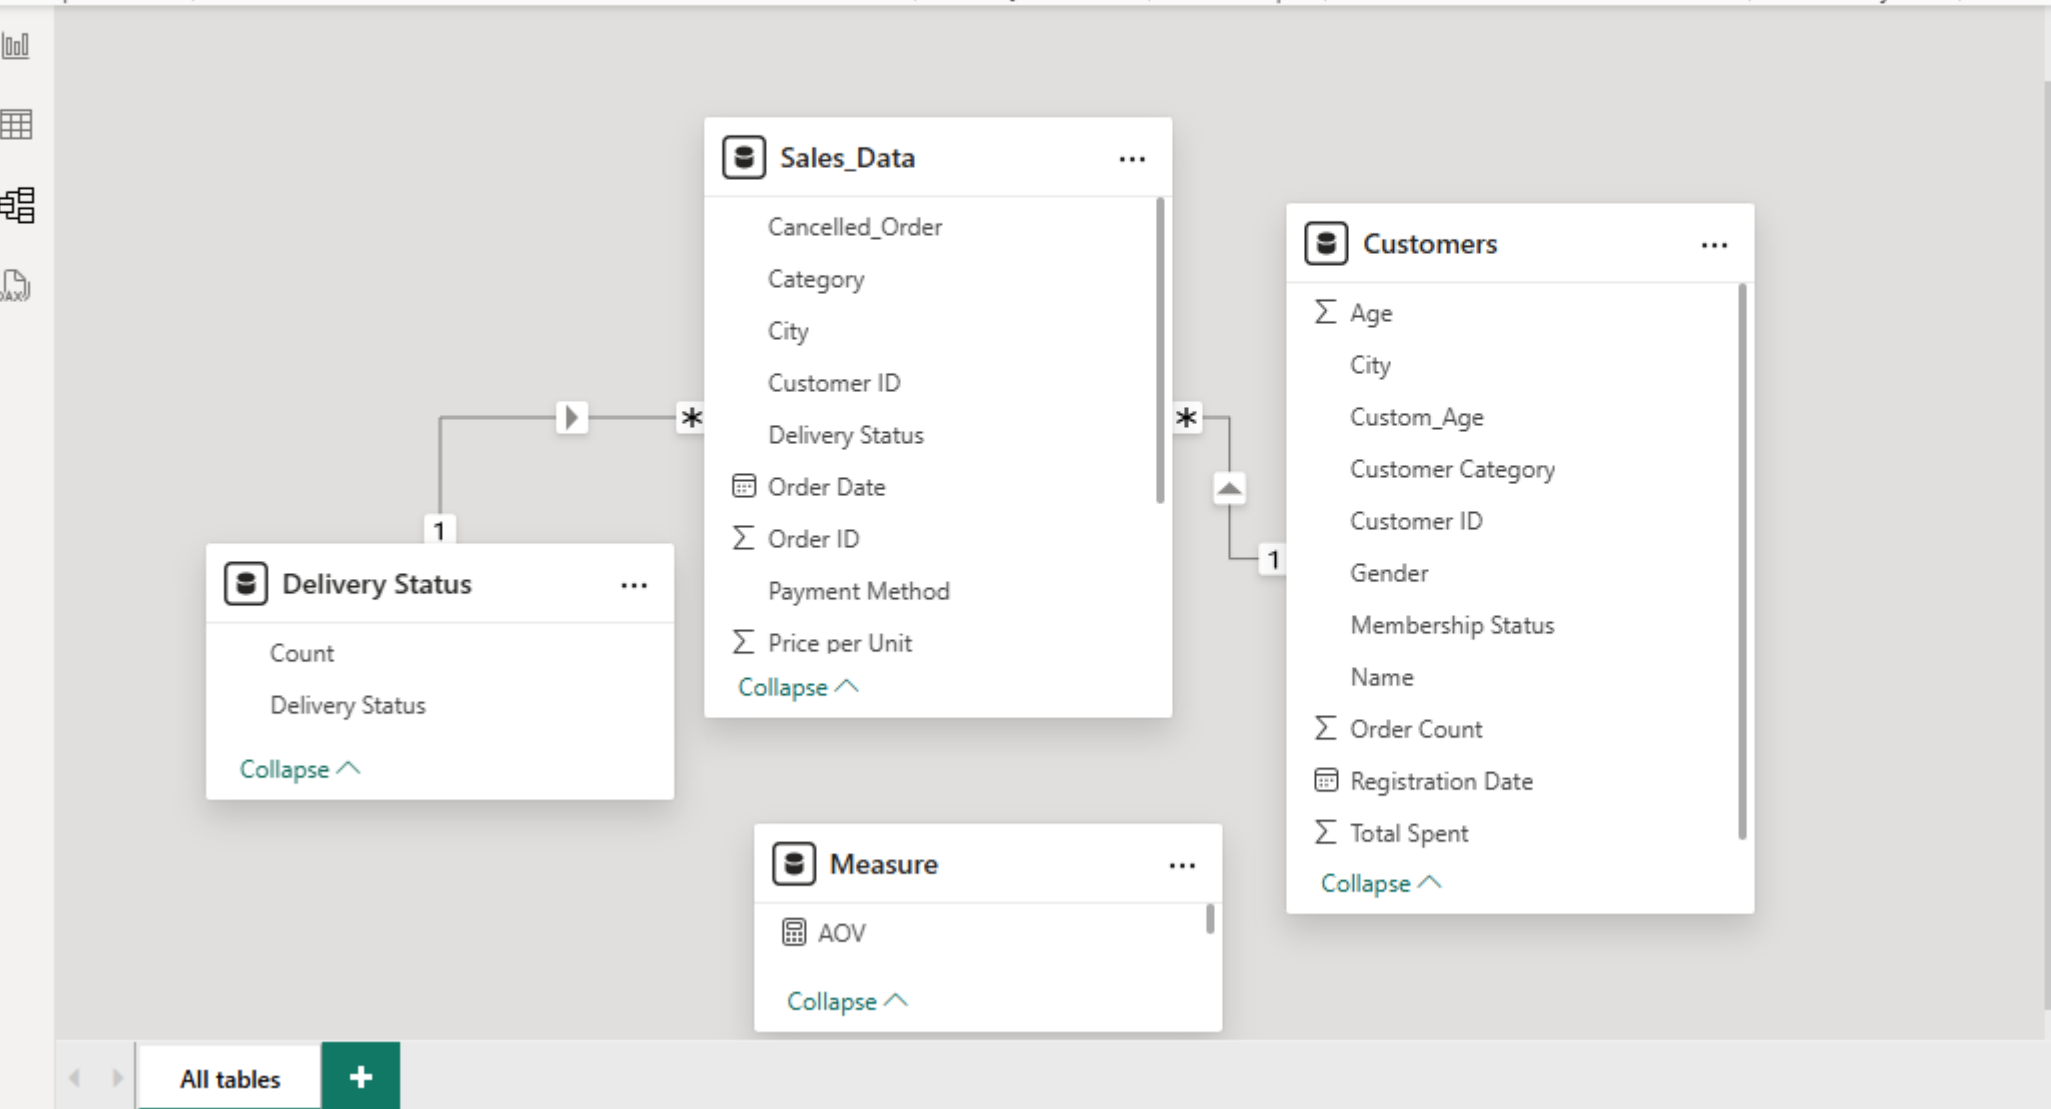 Sales_Data
Cancelled_Order
Category
City
Customer ID
Delivery Status
Order Date
Order ID
Payment Method
Price per Unit
Collapse
Customers
Age
City
Custom_Age
Customer Category
Customer ID
Gender
Membership Status
Name
Order Count
Registration Date
Total Spent
Collapse
Delivery Status
Count
Delivery Status
Collapse
Measure
AOV
Collapse
1
*
*
1
All tables